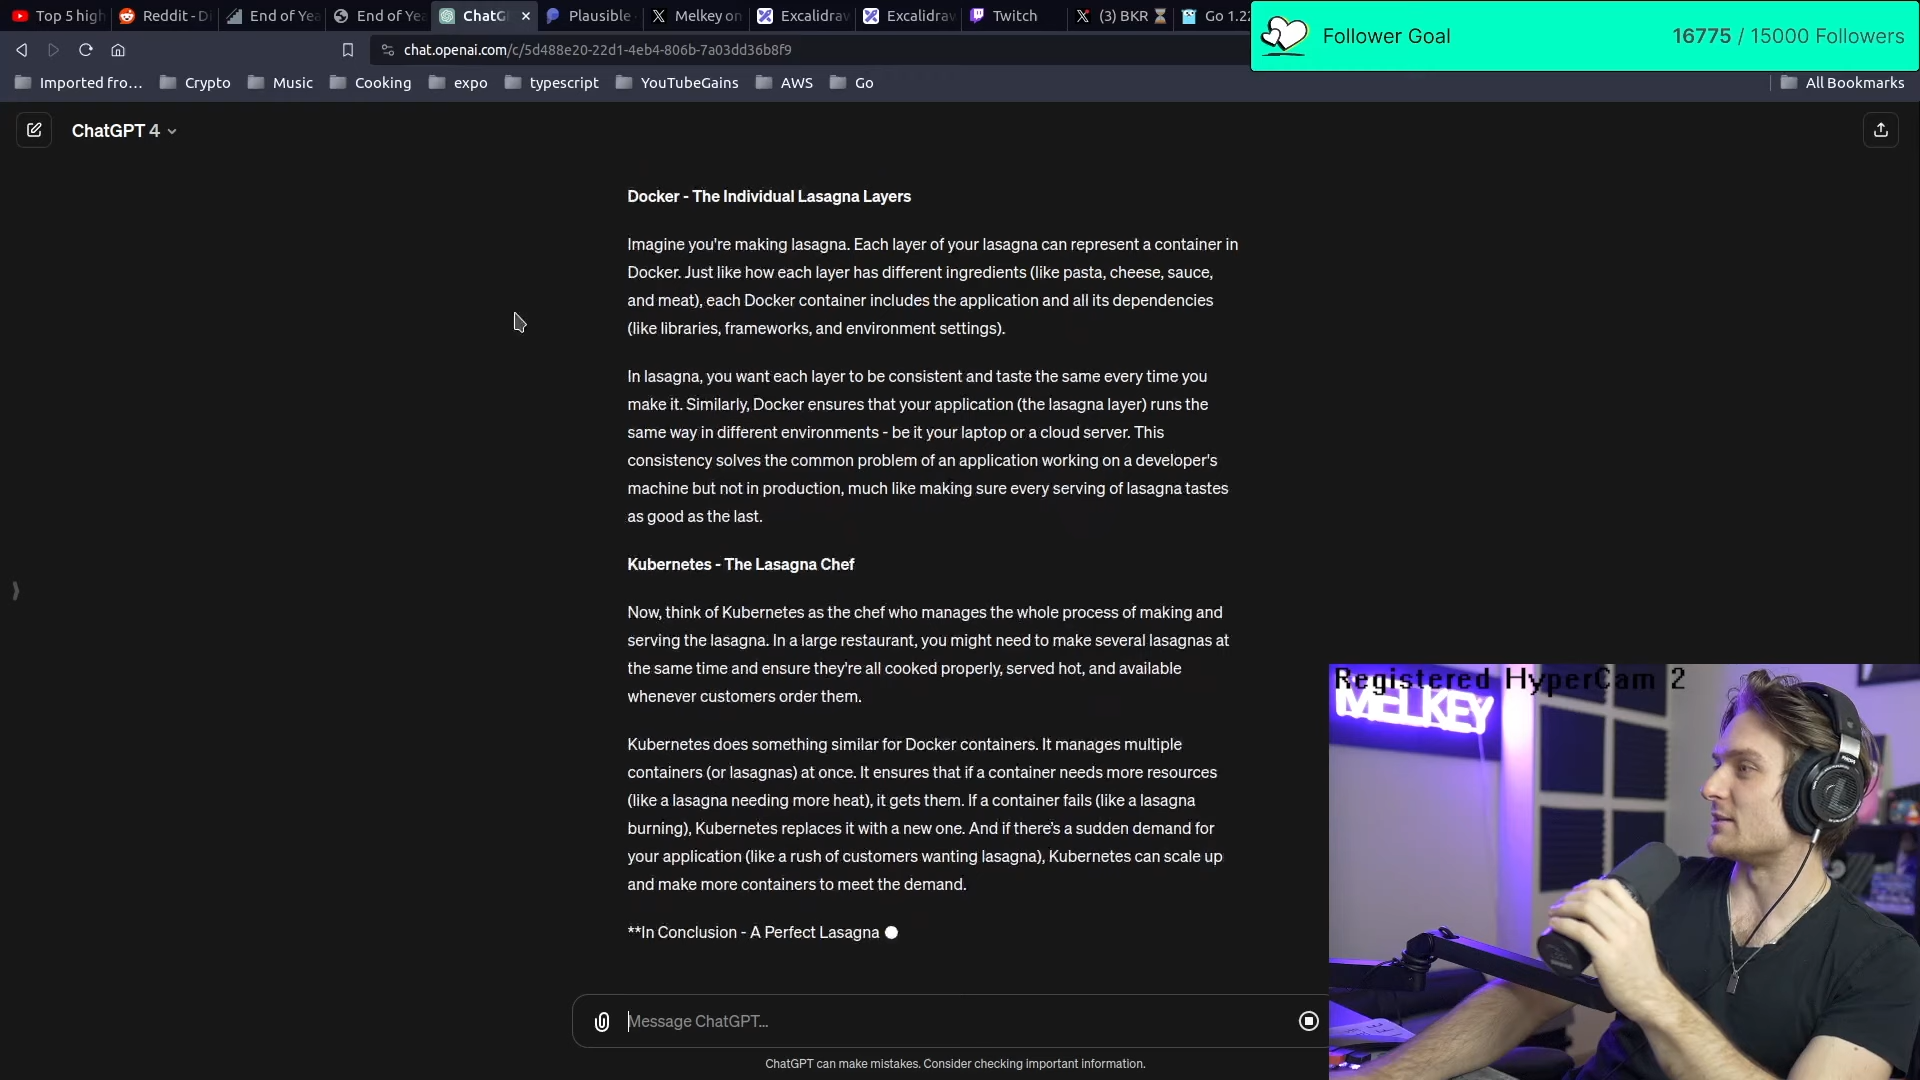 Top 5 high
Reddit - Di
End of Yea
End of Yea
ChatG
Plausible
Melkey on
Excalidraw
Excalidraw
Twitch
(3) BKR
Go 1.22
Follower Goal
16775 / 15000 Followers
chat.openai.com/c/5d488e20-22d1-4eb4-806b-7a03dd36b8f9
Imported fro...
Crypto
Music
Cooking
expo
typescript
YouTubeGains
AWS
Go
All Bookmarks
ChatGPT 4
Docker - The Individual Lasagna Layers
Imagine you're making lasagna. Each layer of your lasagna can represent a container in
Docker. Just like how each layer has different ingredients (like pasta, cheese, sauce,
and meat), each Docker container includes the application and all its dependencies
(like libraries, frameworks, and environment settings).
In lasagna, you want each layer to be consistent and taste the same every time you
make it. Similarly, Docker ensures that your application (the lasagna layer) runs the
same way in different environments - be it your laptop or a cloud server. This
consistency solves the common problem of an application working on a developer's
machine but not in production, much like making sure every serving of lasagna tastes
as good as the last.
Kubernetes - The Lasagna Chef
Now, think of Kubernetes as the chef who manages the whole process of making and
serving the lasagna. In a large restaurant, you might need to make several lasagnas at
the same time and ensure they're all cooked properly, served hot, and available
whenever customers order them.
Kubernetes does something similar for Docker containers. It manages multiple
containers (or lasagnas) at once. It ensures that if a container needs more resources
(like a lasagna needing more heat), it gets them. If a container fails (like a lasagna
burning), Kubernetes replaces it with a new one. And if there's a sudden demand for
your application (like a rush of customers wanting lasagna), Kubernetes can scale up
and make more containers to meet the demand.
**In Conclusion - A Perfect Lasagna
Message ChatGPT...
ChatGPT can make mistakes. Consider checking important information.
Registered HyperCam 2
MELKEY
PHILIPS